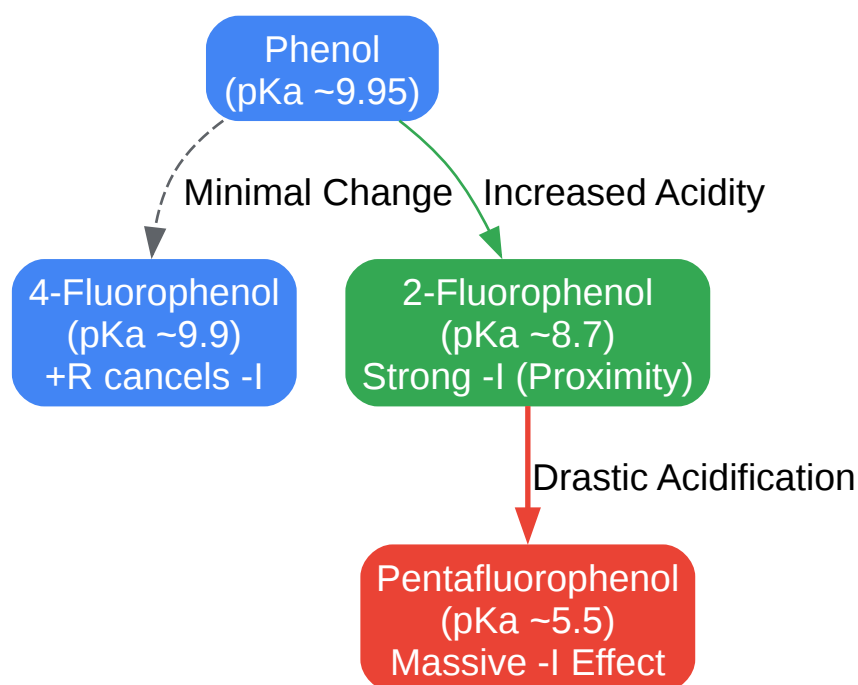 Phenol
(pKa ~9.95)
Minimal Change
Increased Acidity
4-Fluorophenol
(pKa ~9.9)
+R cancels -I
2-Fluorophenol
(pKa ~8.7)
Strong -I (Proximity)
Drastic Acidification
Pentafluorophenol
(pKa ~5.5)
Massive -I Effect